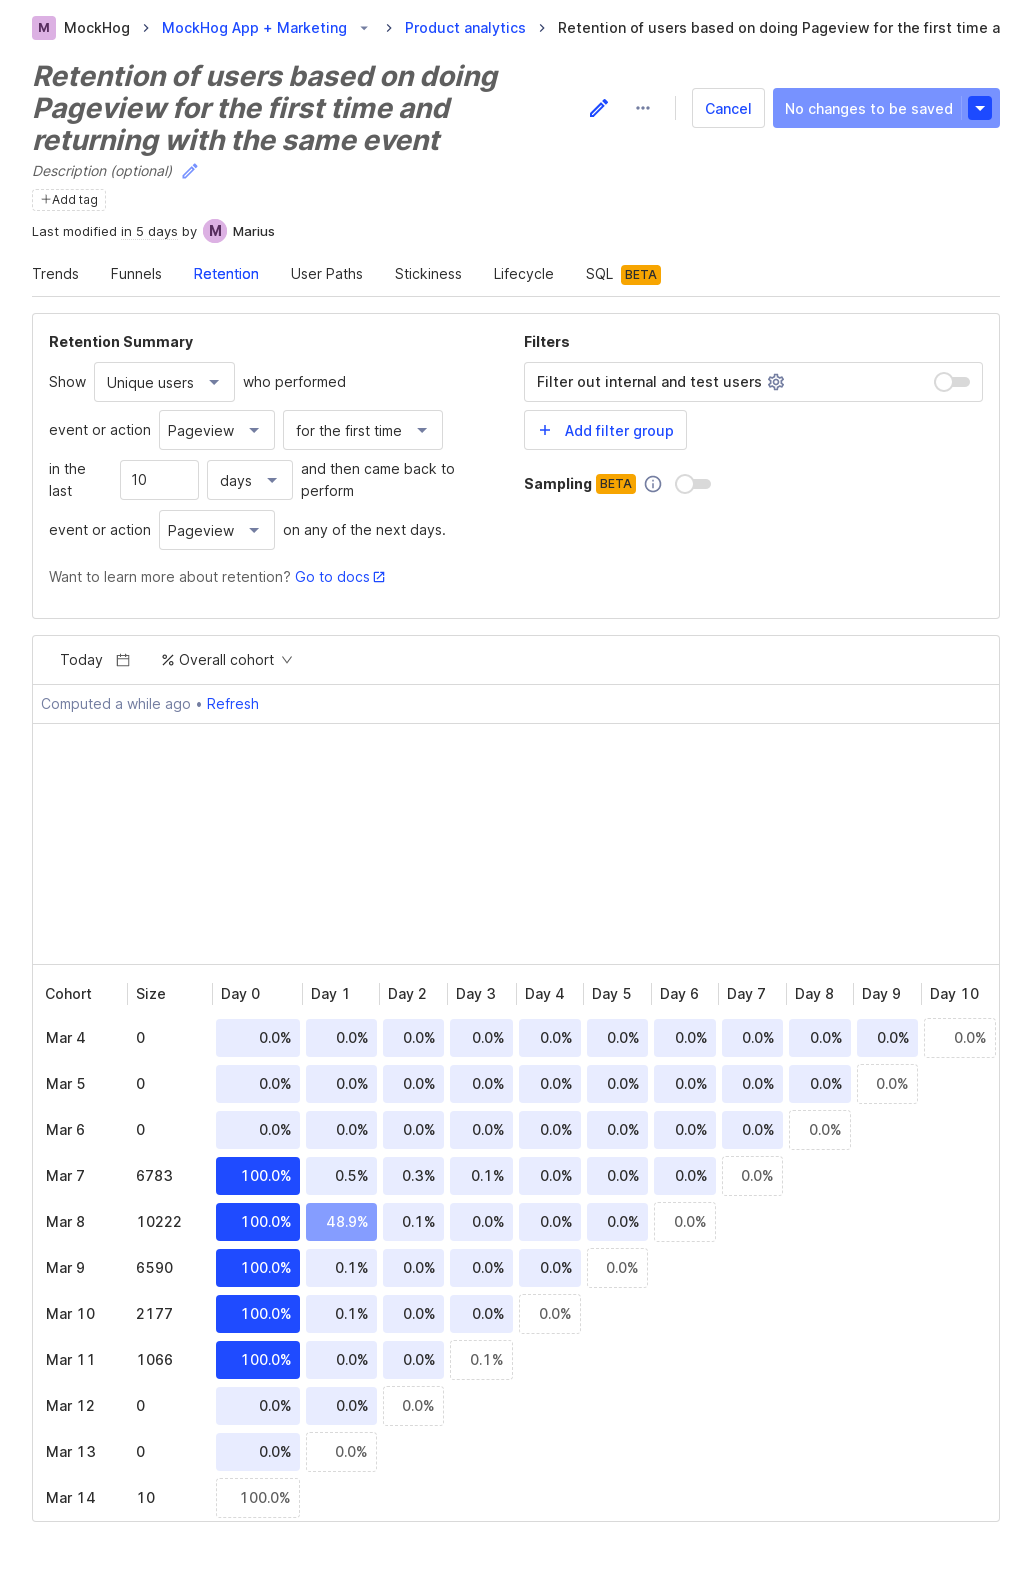 M MockHog > MockHog App + Marketing > Product analytics > Retention of users based on doing Pageview for the first time a
Retention of users based on doing
Pageview for the first time and
returning with the same event
Cancel No changes to be saved
Description (optional)
+Add tag
Last modified in 5 days by M Marius
Trends Funnels Retention User Paths Stickiness Lifecycle SQL BETA
Retention Summary
Show Unique users who performed
event or action Pageview for the first time
in the last 10 days and then came back to perform
event or action Pageview on any of the next days.
Want to learn more about retention? Go to docs
Filters
Filter out internal and test users
+ Add filter group
Sampling BETA
Today % Overall cohort
Computed a while ago • Refresh
Cohort Size Day 0 Day 1 Day 2 Day 3 Day 4 Day 5 Day 6 Day 7 Day 8 Day 9 Day 10
Mar 4 0 0.0% 0.0% 0.0% 0.0% 0.0% 0.0% 0.0% 0.0% 0.0% 0.0% 0.0%
Mar 5 0 0.0% 0.0% 0.0% 0.0% 0.0% 0.0% 0.0% 0.0% 0.0% 0.0%
Mar 6 0 0.0% 0.0% 0.0% 0.0% 0.0% 0.0% 0.0% 0.0% 0.0%
Mar 7 6783 100.0% 0.5% 0.3% 0.1% 0.0% 0.0% 0.0% 0.0%
Mar 8 10222 100.0% 48.9% 0.1% 0.0% 0.0% 0.0% 0.0%
Mar 9 6590 100.0% 0.1% 0.0% 0.0% 0.0% 0.0%
Mar 10 2177 100.0% 0.1% 0.0% 0.0% 0.0%
Mar 11 1066 100.0% 0.0% 0.0% 0.1%
Mar 12 0 0.0% 0.0% 0.0%
Mar 13 0 0.0% 0.0%
Mar 14 10 100.0%